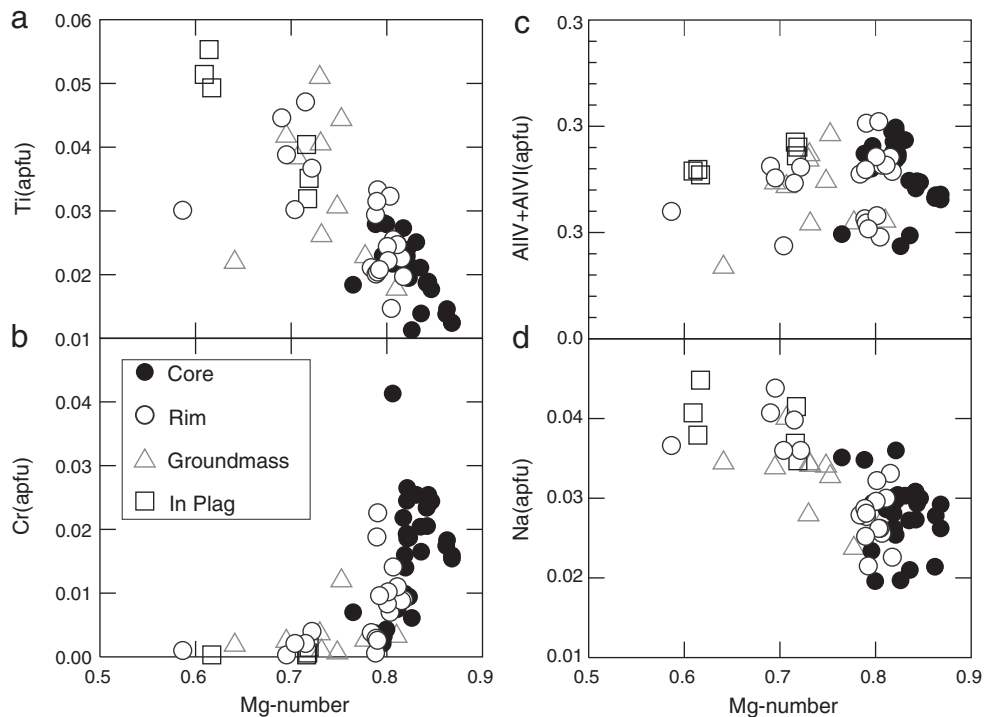 a
0.06
0.05
0.04
0.03
0.02
0.01
Ti(apfu)
b
0.04
0.03
0.02
0.01
0.00
Cr(apfu)
Core
Rim
Groundmass
In Plag
0.5 0.6 0.7 0.8 0.9
Mg-number
c
0.3
0.3
0.3
0.0
AlIV+AlVI(apfu)
d
0.04
0.03
0.02
0.01
Na(apfu)
0.5 0.6 0.7 0.8 0.9
Mg-number